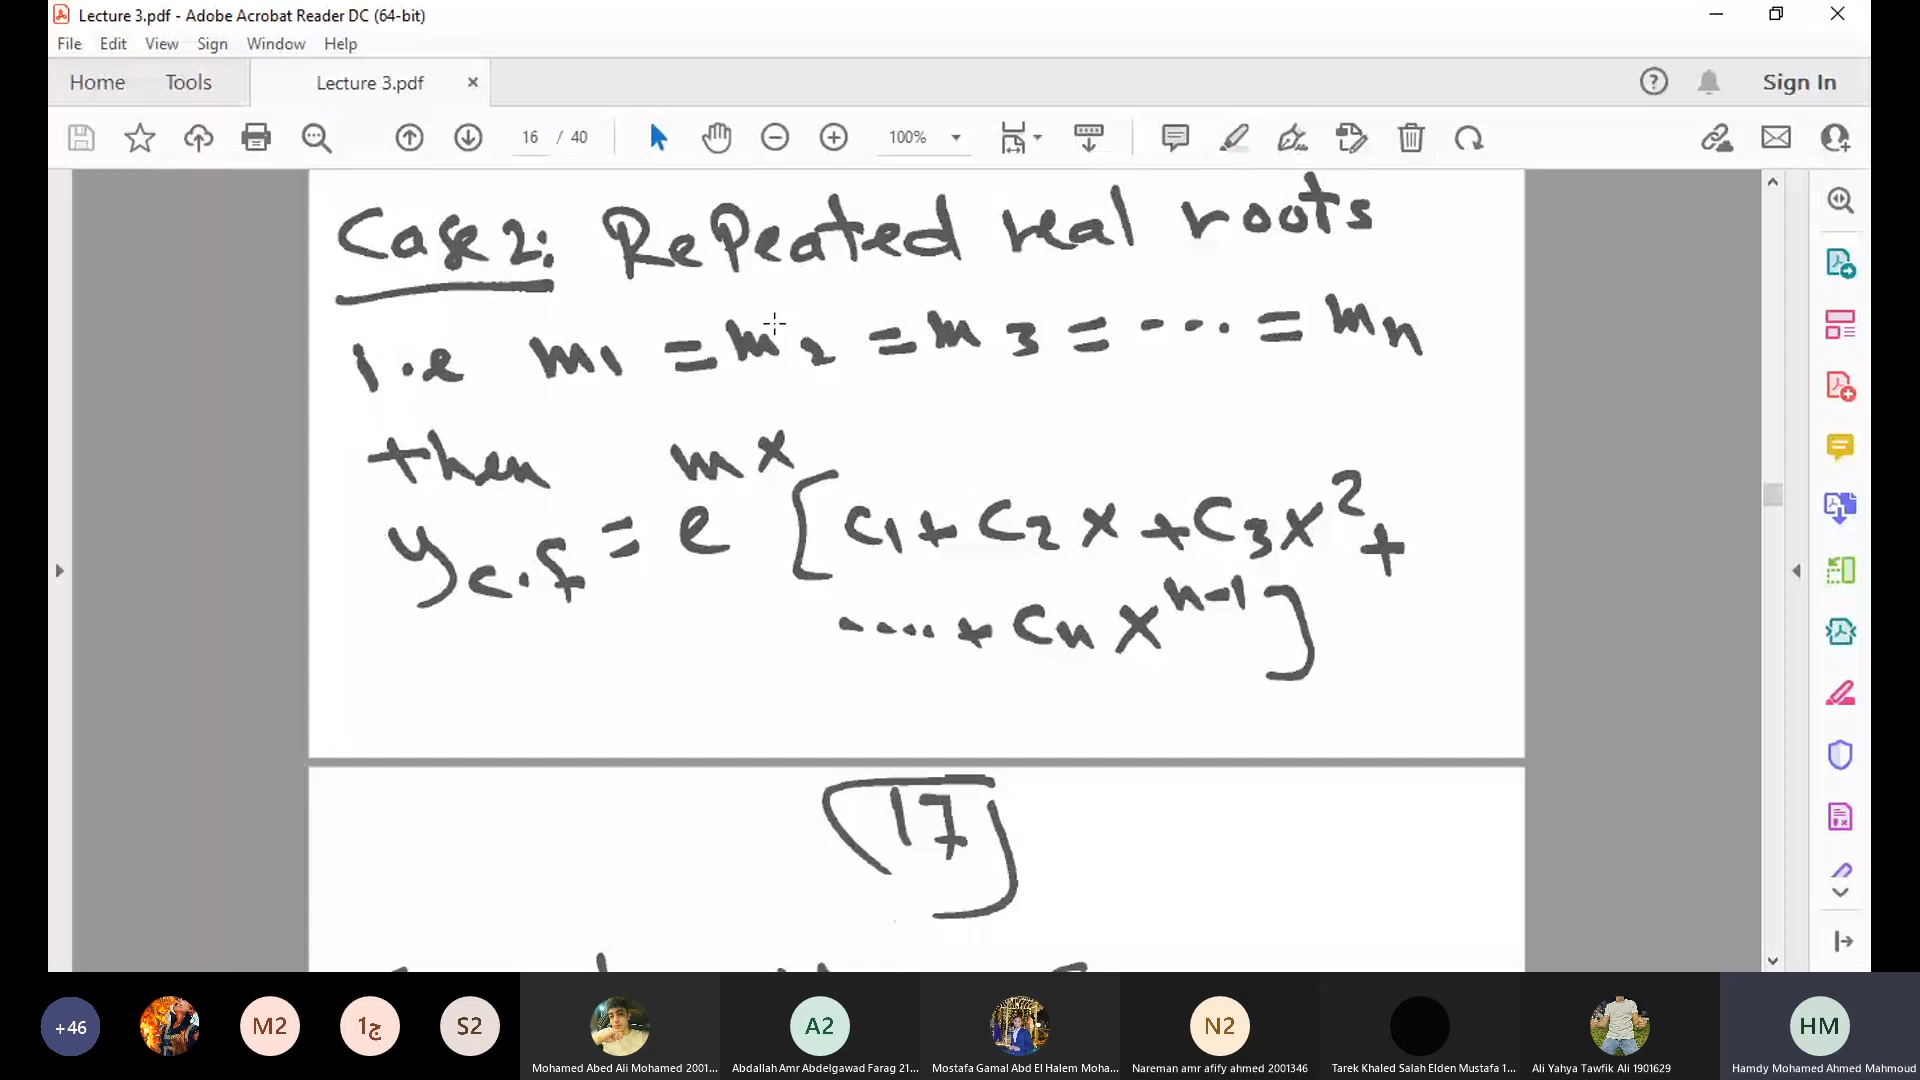 Lecture 3.pdf - Adobe Acrobat Reader DC (64-bit)
File Edit View Sign Window Help
Home Tools Lecture 3.pdf × Sign In
16 / 40 100%
Case 2: Repeated real roots
i.e m1 = m2 = m3 = ... = mn
then
y c.f = e^mx [c1 + c2 x + c3 x^2 +
.... + cn x^n-1]
17
+46 M2 ج1 S2 A2 N2 HM
Mohamed Abed Ali Mohamed 2001... Abdallah Amr Abdelgawad Farag 21... Mostafa Gamal Abd El Halem Moha... Nareman amr afify ahmed 2001346 Tarek Khaled Salah Elden Mustafa 1... Ali Yahya Tawfik Ali 1901629 Hamdy Mohamed Ahmed Mahmoud